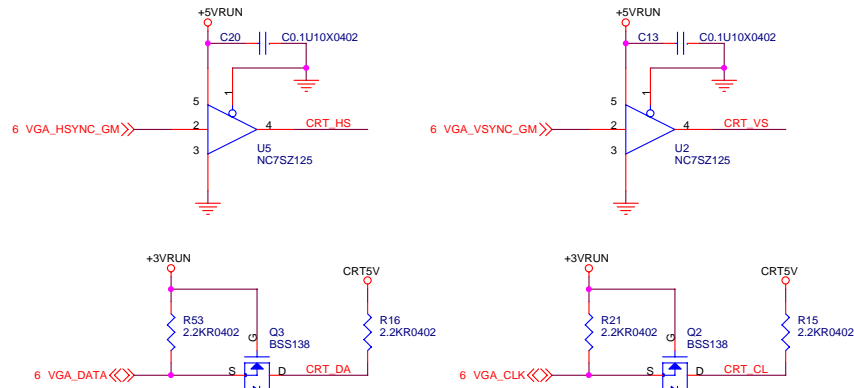 +5VRUN
C20
C0.1U10X0402
1
5
6 VGA_HSYNC_GM
2
4
CRT_HS
3
U5
NC7SZ125
+5VRUN
C13
C0.1U10X0402
1
5
6 VGA_VSYNC_GM
2
4
CRT_VS
3
U2
NC7SZ125
+3VRUN
CRT5V
R53
2.2KR0402
G
Q3
BSS138
R16
2.2KR0402
6 VGA_DATA
S
D
CRT_DA
N
+3VRUN
CRT5V
R21
2.2KR0402
G
Q2
BSS138
R15
2.2KR0402
6 VGA_CLK
S
D
CRT_CL
N